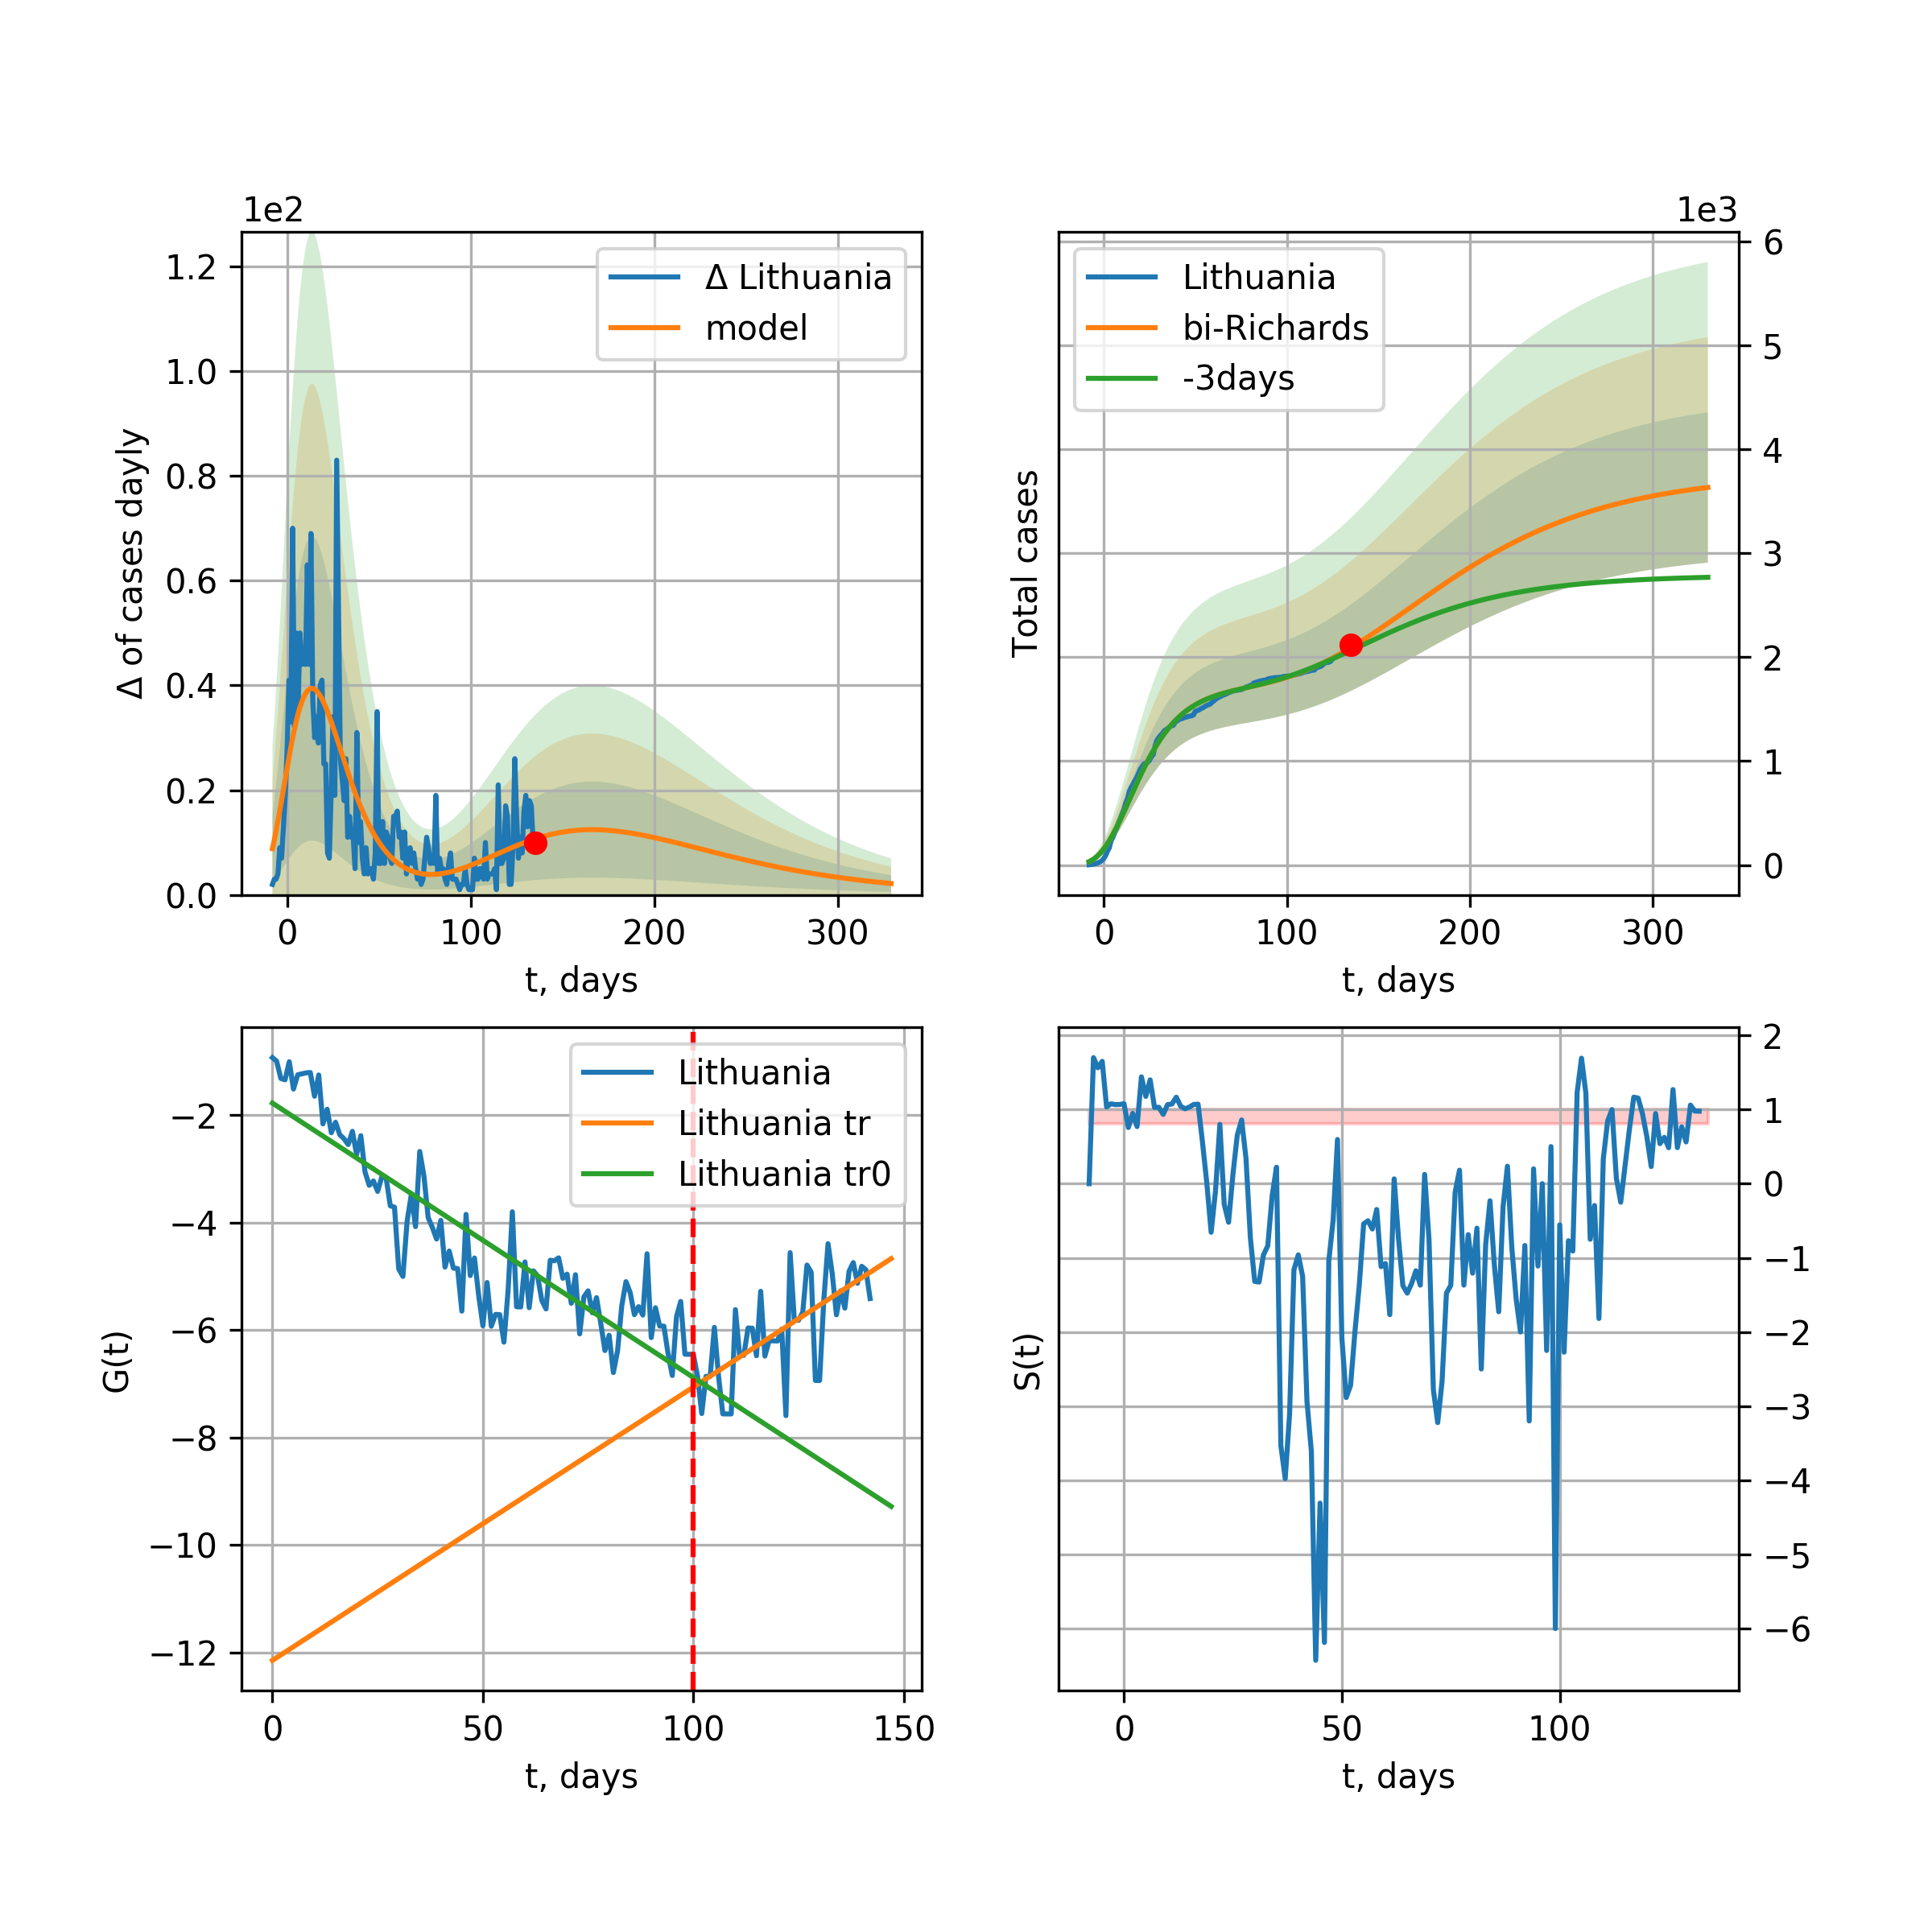 1e2
Δ of cases dayly
1.2
1.0
0.8
0.6
0.4
0.2
0.0
Δ Lithuania
model
0 100 200 300
t, days
1e3
Total cases
Lithuania
bi-Richards
-3days
6
5
4
3
2
1
0
0 100 200 300
t, days
G(t)
−2
−4
−6
−8
−10
−12
Lithuania
Lithuania tr
Lithuania tr0
0 50 100 150
t, days
S(t)
2
1
0
−1
−2
−3
−4
−5
−6
0 50 100
t, days